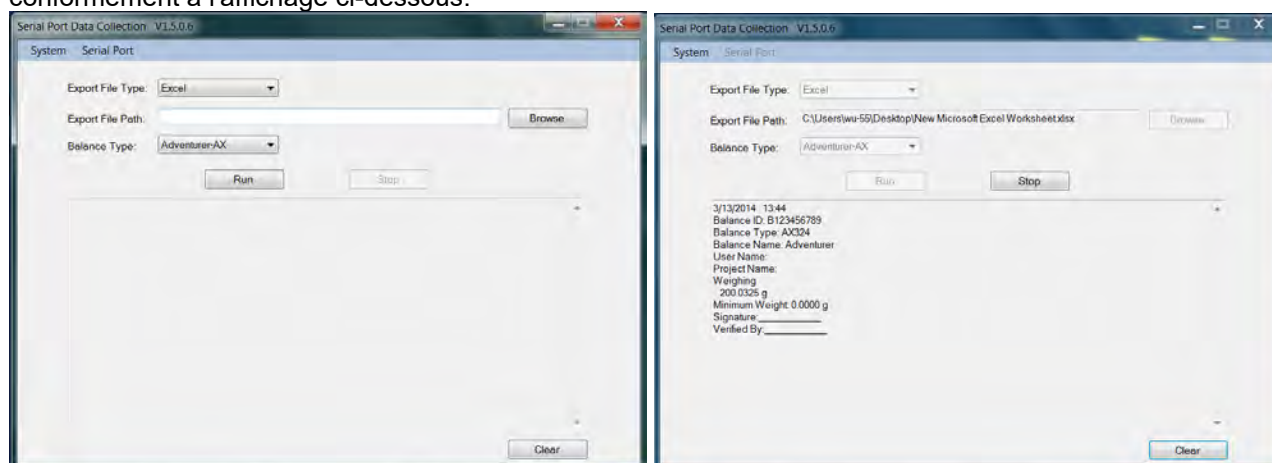 conformément à l'affichage ci-dessous:
Serial Port Data Collection V1.5.0.6
System Serial Port
Export File Type: Excel
Export File Path: Browse
Balance Type: Adventurer-AX
Run Stop
Clear
Serial Port Data Collection V1.5.0.6
System Serial Port
Export File Type: Excel
Export File Path: C:\Users\wu-55\Desktop\New Microsoft Excel Worksheet.xlsx Browse
Balance Type: Adventurer-AX
Run Stop
3/13/2014 13:44
Balance ID: B123456789
Balance Type: AX324
Balance Name: Adventurer
User Name:
Project Name:
Weighing
200.0325 g
Minimum Weight: 0.0000 g
Signature:
Verified By:
Clear